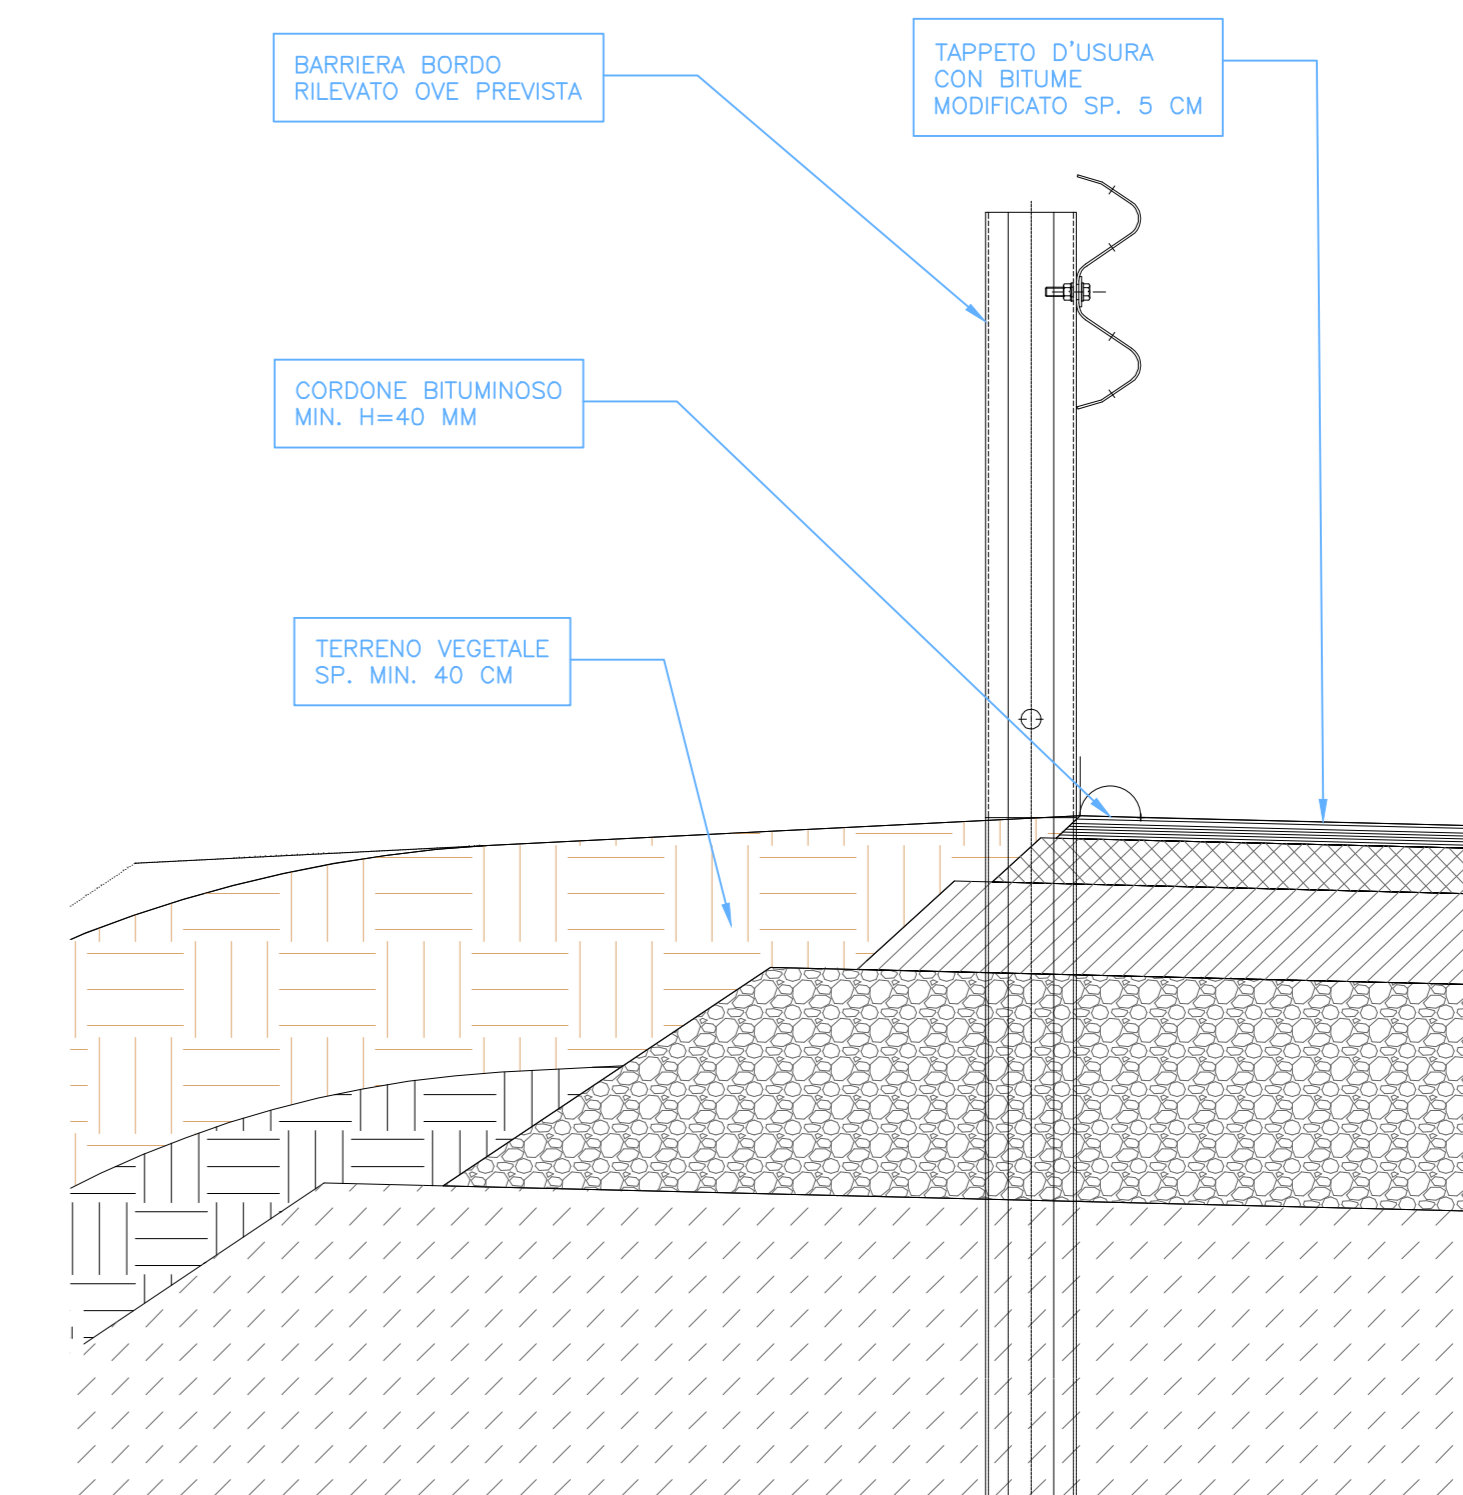 BARRIERA BORDO
RILEVATO OVE PREVISTA
TAPPETO D'USURA
CON BITUME
MODIFICATO SP. 5 CM
CORDONE BITUMINOSO
MIN. H=40 MM
TERRENO VEGETALE
SP. MIN. 40 CM